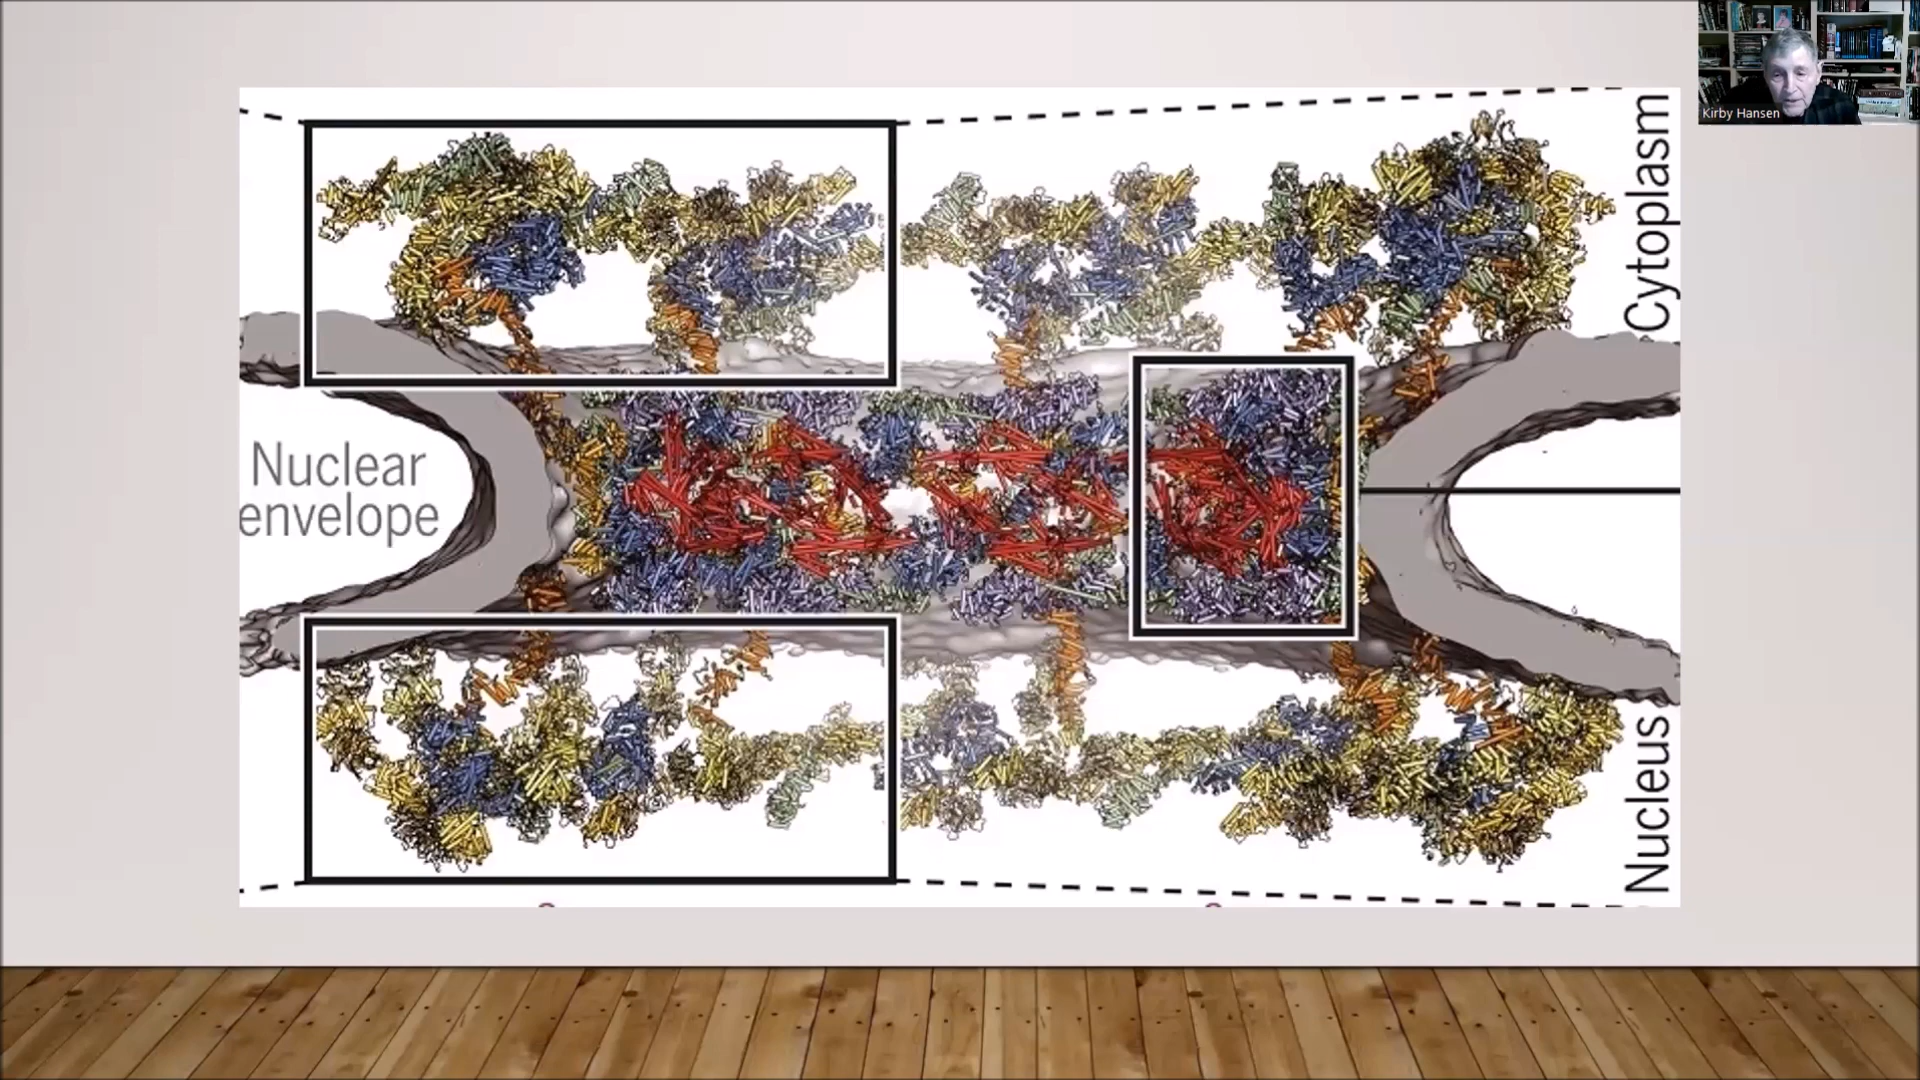 Kirby Hansen
Cytoplasm
Nuclear
envelope
Nucleus